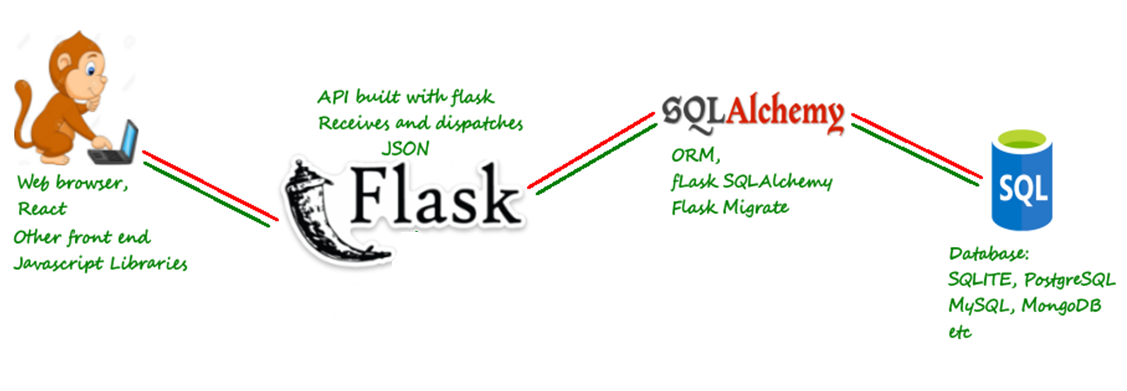 Web browser,
React
Other front end
Javascript Libraries
API built with flask
Receives and dispatches
JSON
Flask
SQLAlchemy
ORM,
fLask SQLAlchemy
Flask Migrate
SQL
Database:
SQLITE, PostgreSQL
MySQL, MongoDB
etc